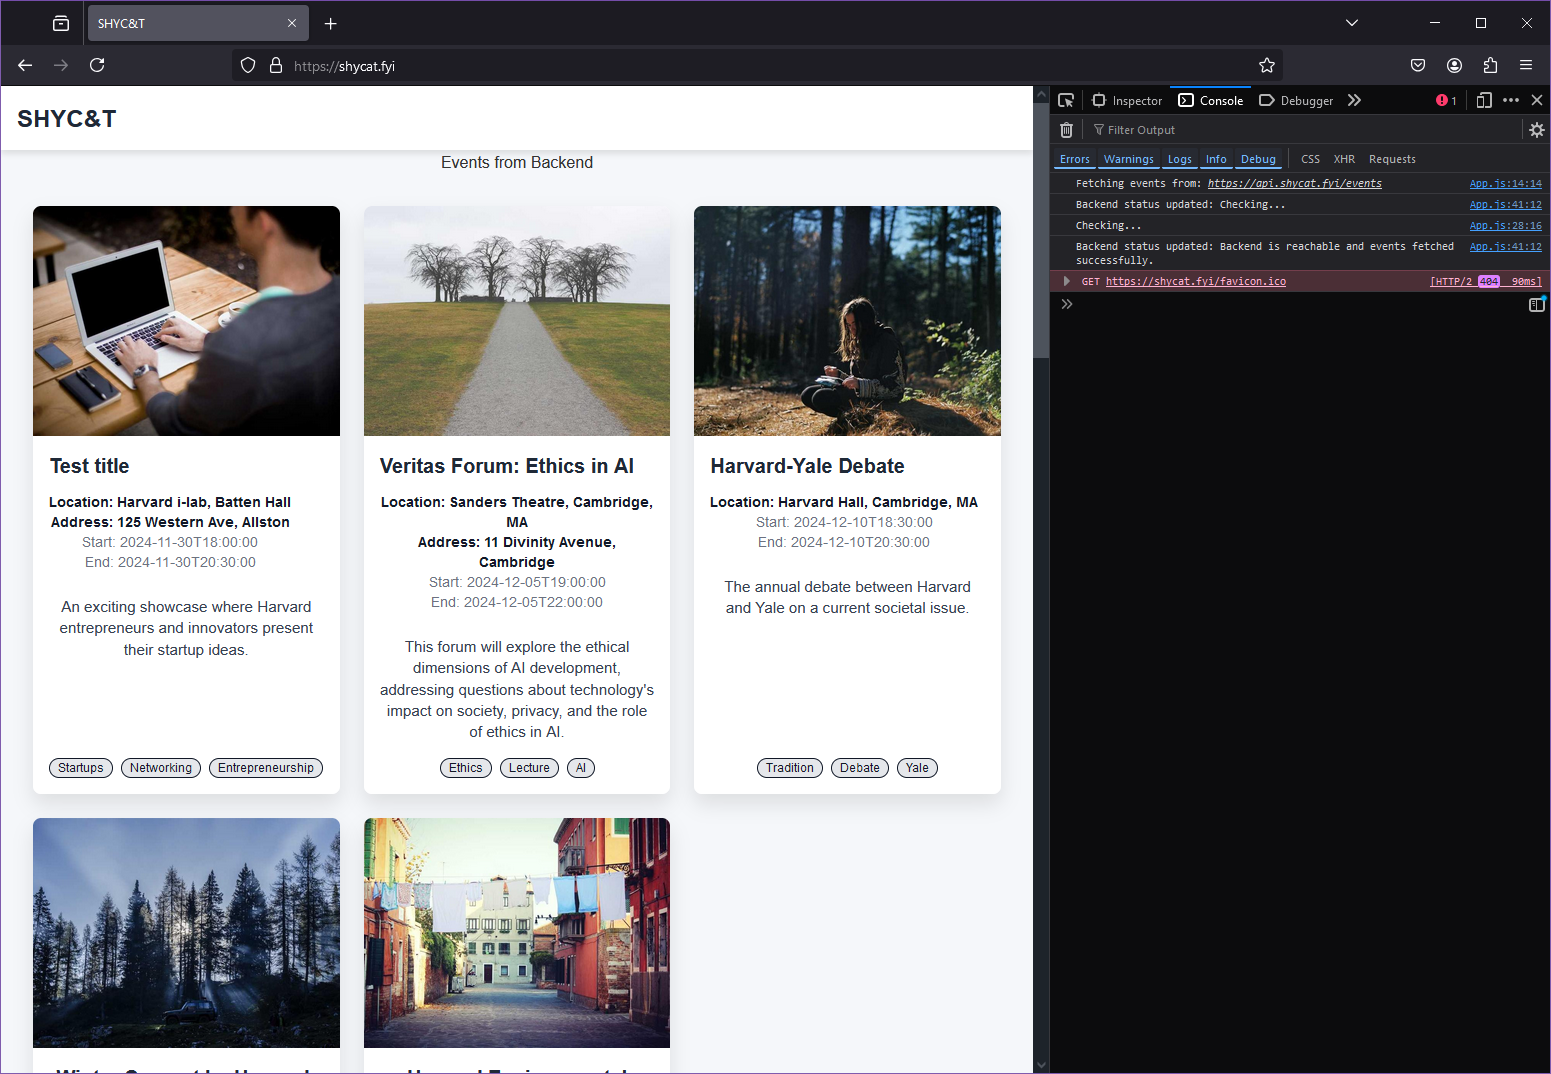 SHYC&T
https://shycat.fyi
SHYC&T
Events from Backend
Test title
Location: Harvard i-lab, Batten Hall
Address: 125 Western Ave, Allston
Start: 2024-11-30T18:00:00
End: 2024-11-30T20:30:00
An exciting showcase where Harvard
entrepreneurs and innovators present
their startup ideas.
Startups Networking Entrepreneurship
Veritas Forum: Ethics in AI
Location: Sanders Theatre, Cambridge,
MA
Address: 11 Divinity Avenue,
Cambridge
Start: 2024-12-05T19:00:00
End: 2024-12-05T22:00:00
This forum will explore the ethical
dimensions of AI development,
addressing questions about technology's
impact on society, privacy, and the role
of ethics in AI.
Ethics Lecture AI
Harvard-Yale Debate
Location: Harvard Hall, Cambridge, MA
Start: 2024-12-10T18:30:00
End: 2024-12-10T20:30:00
The annual debate between Harvard
and Yale on a current societal issue.
Tradition Debate Yale
Inspector Console Debugger 1
Filter Output
Errors Warnings Logs Info Debug CSS XHR Requests
Fetching events from: https://api.shycat.fyi/events App.js:14:14
Backend status updated: Checking... App.js:41:12
Checking... App.js:28:16
Backend status updated: Backend is reachable and events fetched App.js:41:12
successfully.
GET https://shycat.fyi/favicon.ico [HTTP/2 404 90ms]